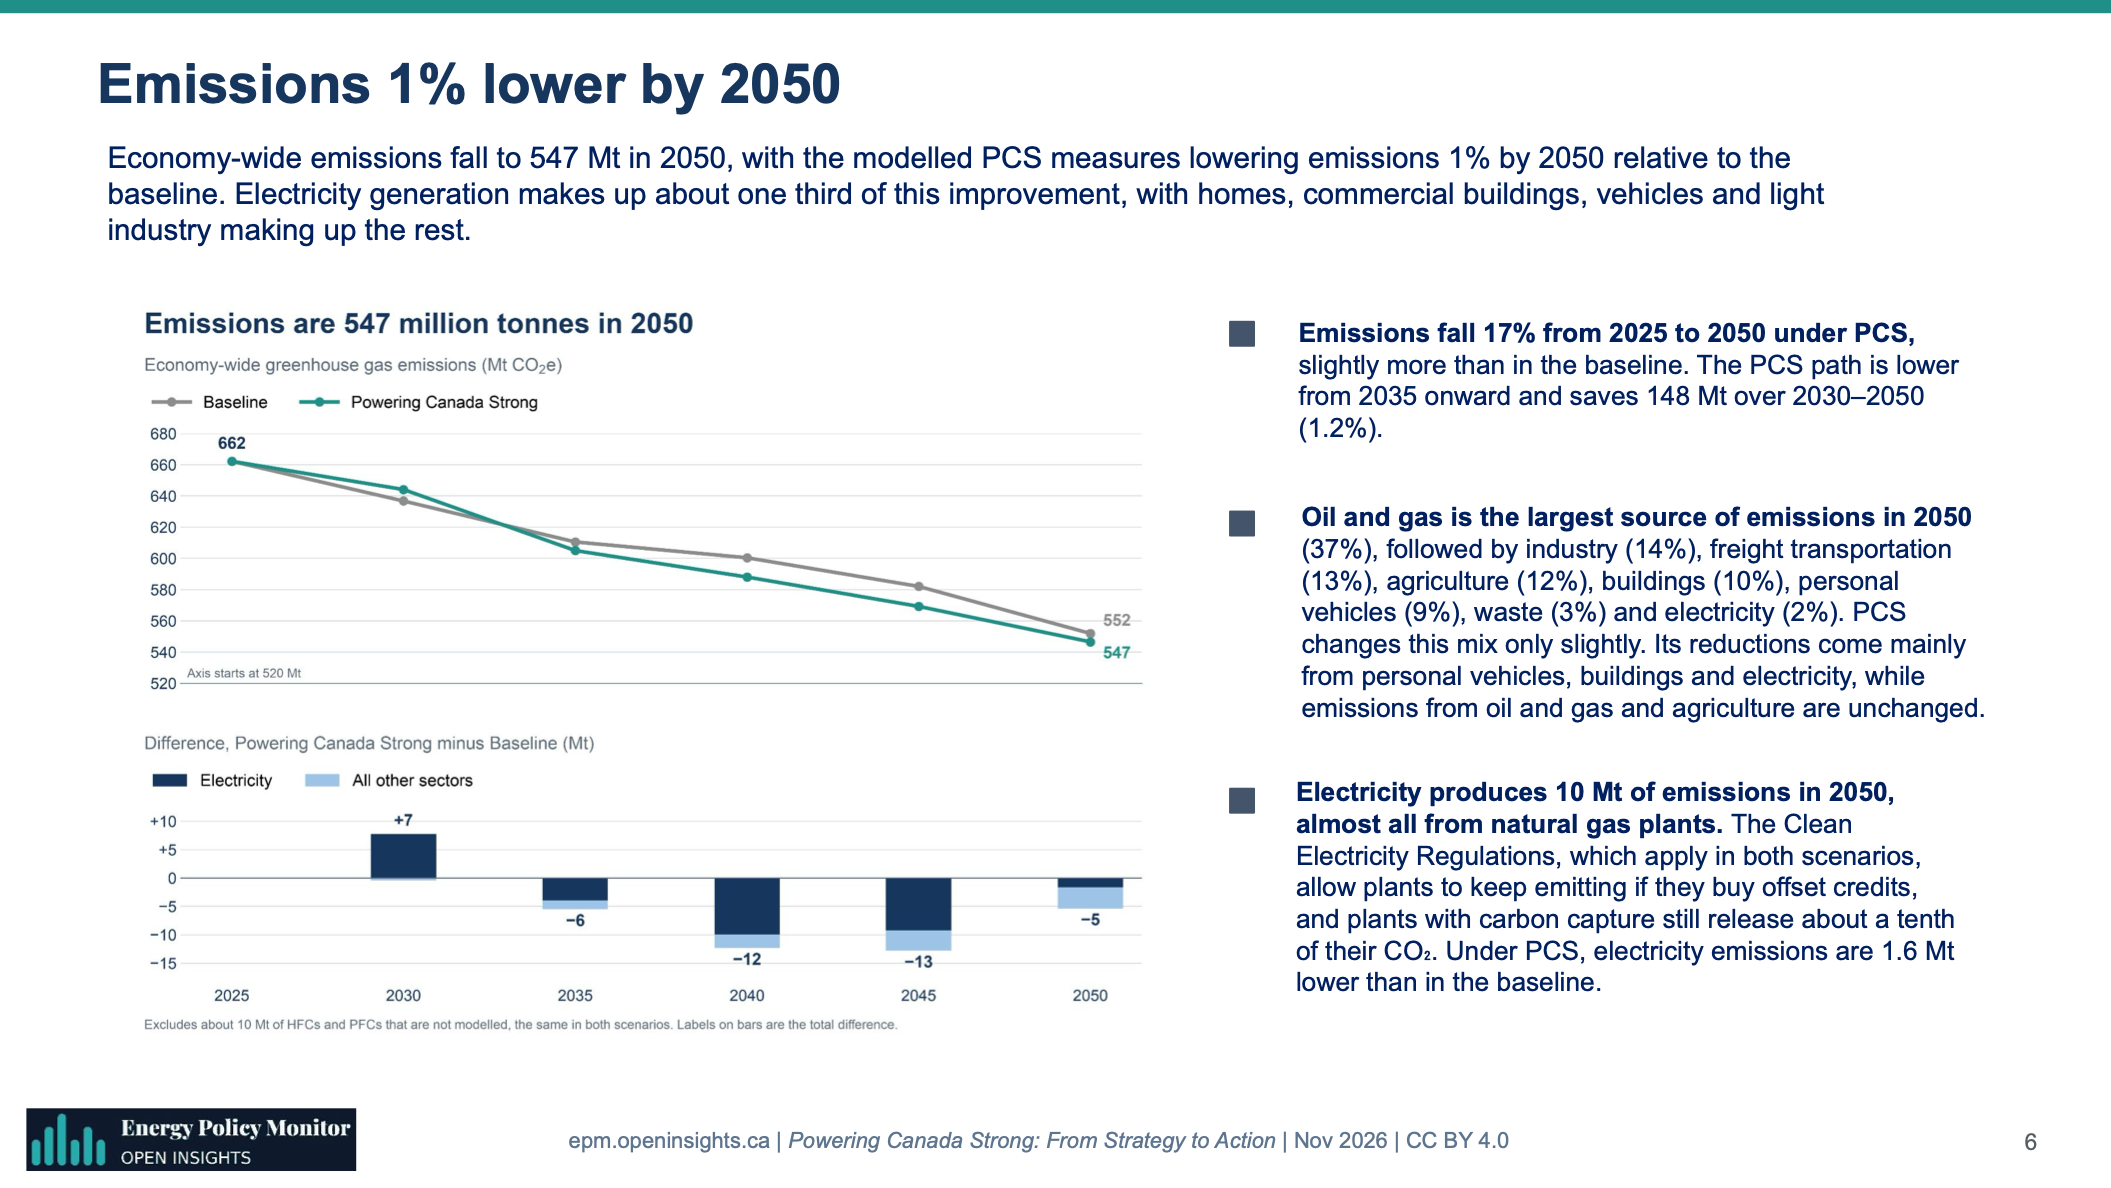 Emissions 1% lower by 2050
Economy-wide emissions fall to 547 Mt in 2050, with the modelled PCS measures lowering emissions 1% by 2050 relative to the
baseline. Electricity generation makes up about one third of this improvement, with homes, commercial buildings, vehicles and light
industry making up the rest.
Emissions are 547 million tonnes in 2050
Economy-wide greenhouse gas emissions (Mt CO₂e)
Baseline
Powering Canada Strong
680
660
640
620
600
580
560
540
520
662
552
547
Axis starts at 520 Mt
Difference, Powering Canada Strong minus Baseline (Mt)
Electricity
All other sectors
+10
+5
0
−5
−10
−15
+7
−6
−12
−13
−5
2025 2030 2035 2040 2045 2050
Excludes about 10 Mt of HFCs and PFCs that are not modelled, the same in both scenarios. Labels on bars are the total difference.
Emissions fall 17% from 2025 to 2050 under PCS,
slightly more than in the baseline. The PCS path is lower
from 2035 onward and saves 148 Mt over 2030–2050
(1.2%).
Oil and gas is the largest source of emissions in 2050
(37%), followed by industry (14%), freight transportation
(13%), agriculture (12%), buildings (10%), personal
vehicles (9%), waste (3%) and electricity (2%). PCS
changes this mix only slightly. Its reductions come mainly
from personal vehicles, buildings and electricity, while
emissions from oil and gas and agriculture are unchanged.
Electricity produces 10 Mt of emissions in 2050,
almost all from natural gas plants. The Clean
Electricity Regulations, which apply in both scenarios,
allow plants to keep emitting if they buy offset credits,
and plants with carbon capture still release about a tenth
of their CO₂. Under PCS, electricity emissions are 1.6 Mt
lower than in the baseline.
Energy Policy Monitor
OPEN INSIGHTS
epm.openinsights.ca | Powering Canada Strong: From Strategy to Action | Nov 2026 | CC BY 4.0
6